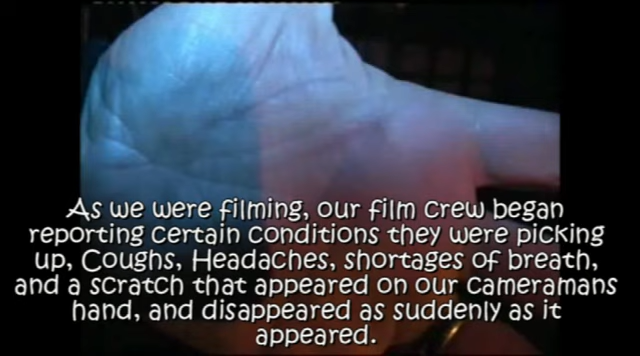 As we were filming, our film crew began
reporting certain conditions they were picking
up, Coughs, Headaches, shortages of breath,
and a scratch that appeared on our cameramans
hand, and disappeared as suddenly as it
appeared.